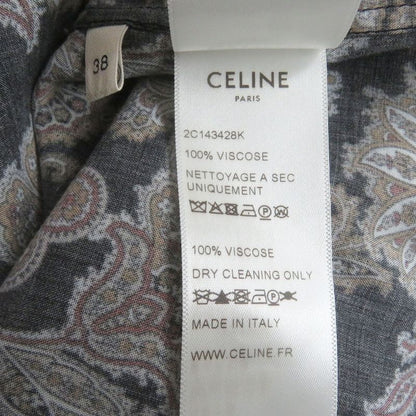 38
CELINE
PARIS
2C143428K
100% VISCOSE
NETTOYAGE A SEC
UNIQUEMENT
100% VISCOSE
DRY CLEANING ONLY
MADE IN ITALY
WWW.CELINE.FR